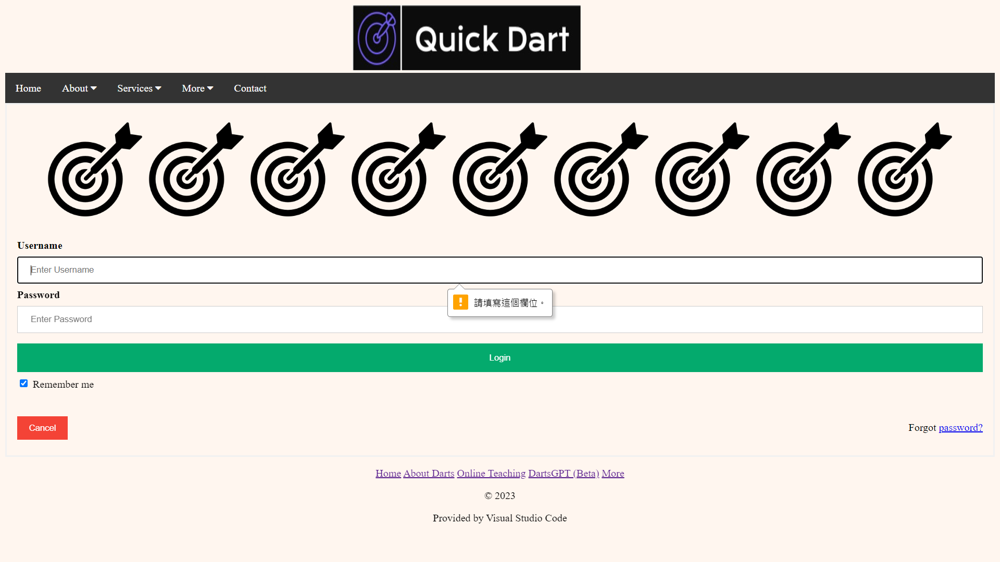 Quick Dart
Home About Services More Contact
Username
Enter Username
Password
請填寫這個欄位。
Enter Password
Login
Remember me
Cancel
Forgot password?
Home About Darts Online Teaching DartsGPT (Beta) More
© 2023
Provided by Visual Studio Code